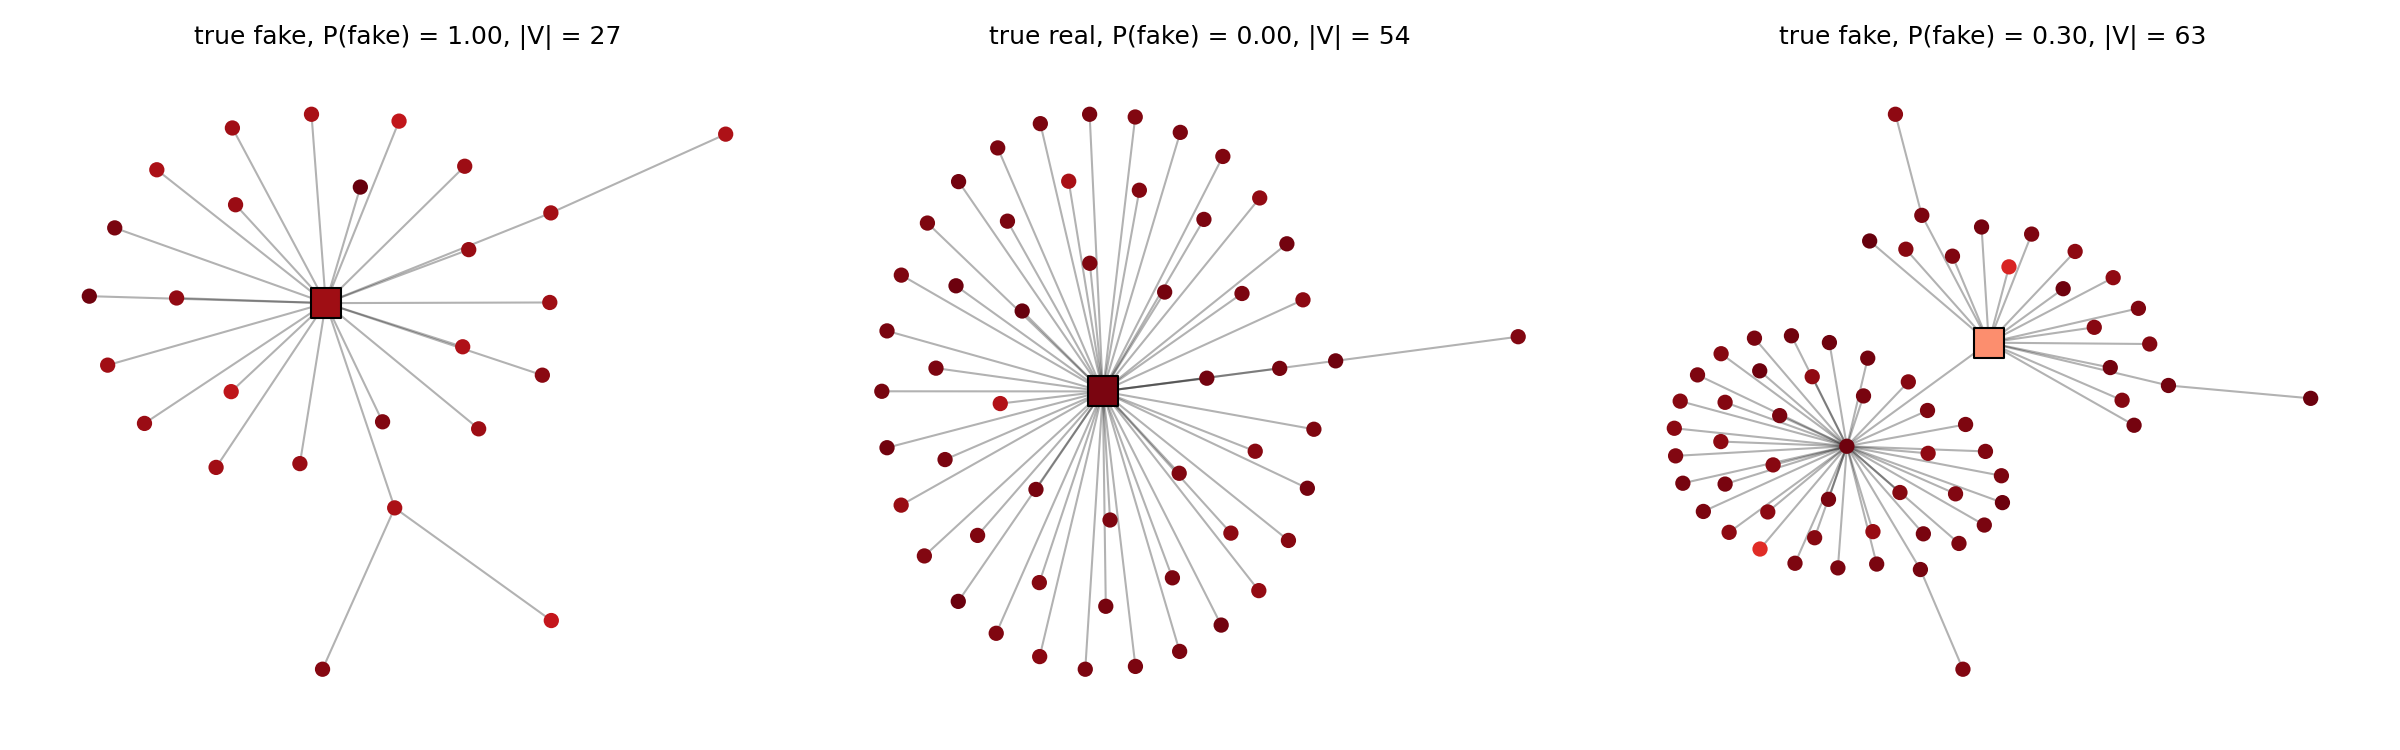 true fake, P(fake) = 1.00, |V| = 27
true real, P(fake) = 0.00, |V| = 54
true fake, P(fake) = 0.30, |V| = 63